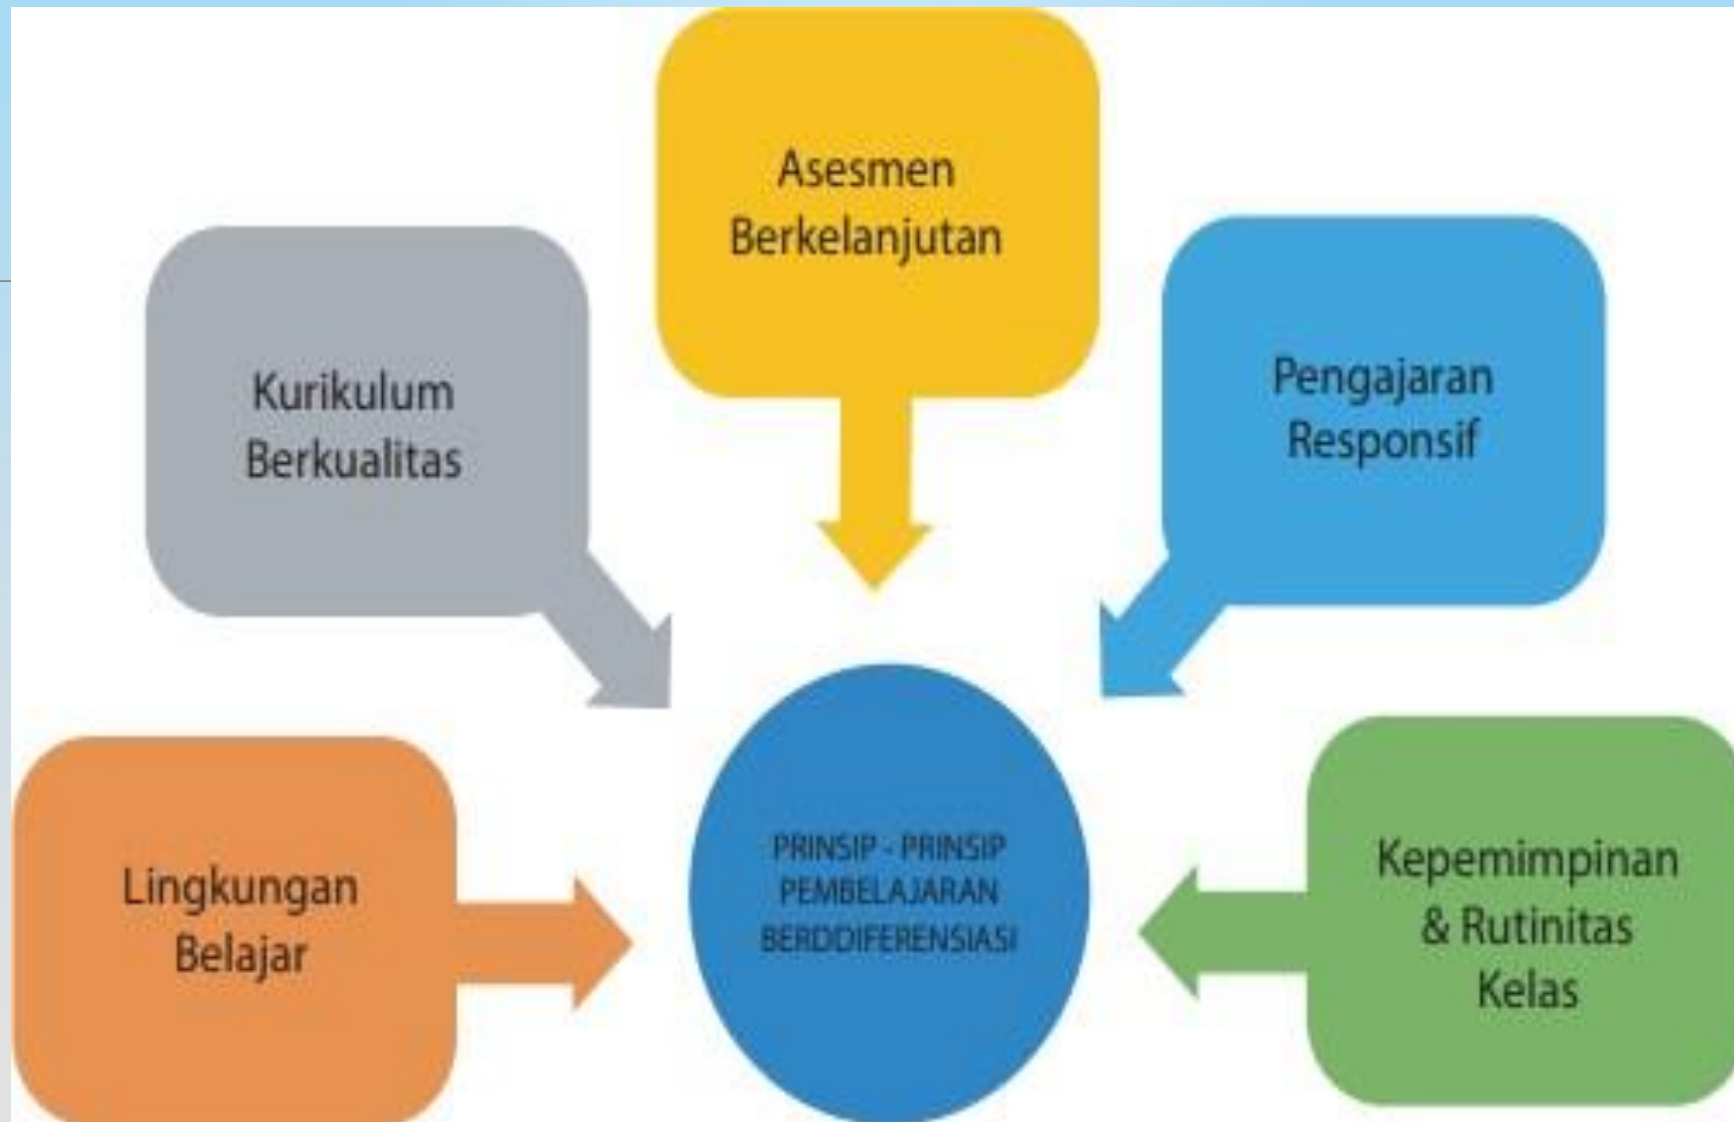 Asesmen
Berkelanjutan
Kurikulum
Berkualitas
Pengajaran
Responsif
Lingkungan
Belajar
PRINSIP - PRINSIP
PEMBELAJARAN
BERDDIFERENSIASI
Kepemimpinan
& Rutinitas
Kelas